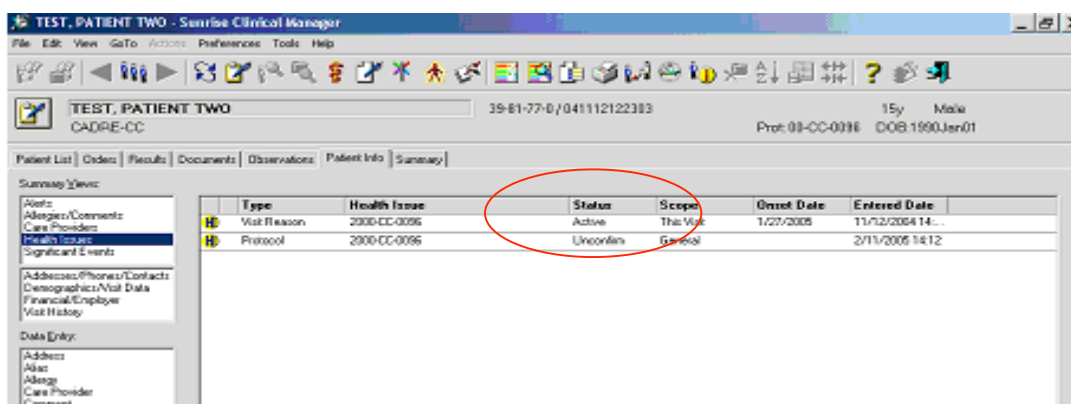 TEST, PATIENT TWO - Sunrise Clinical Manager
File Edit View GoTo Actions Preferences Tools Help
TEST, PATIENT TWO 39-81-77-0 / 041112122303 15y Male
CADRE-CC Prot: 00-CC-0096 DOB:1990Jan01
Patient List Orders Results Documents Observations Patient Info Summary
Summary Views:
Alerts
Allergies/Comments
Care Providers
Health Issues
Significant Events
Addresses/Phones/Contacts
Demographics/Visit Data
Financial/Employer
Visit History
Data Entry:
Address
Alias
Allergy
Care Provider
Comment
Type Health Issue Status Scope Onset Date Entered Date
Visit Reason 2000-CC-0096 Active This Visit 1/27/2005 11/12/2004 14:...
Protocol 2000-CC-0096 Unconfirm General 2/11/2005 14:12